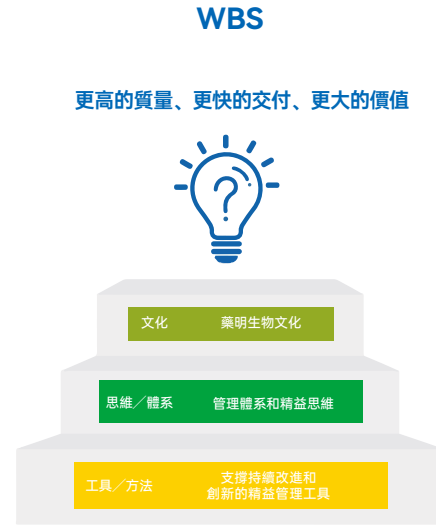 WBS
更高的質量、更快的交付、更大的價值
?
文化 藥明生物文化
思維／體系 管理體系和精益思維
工具／方法 支撐持續改進和
創新的精益管理工具